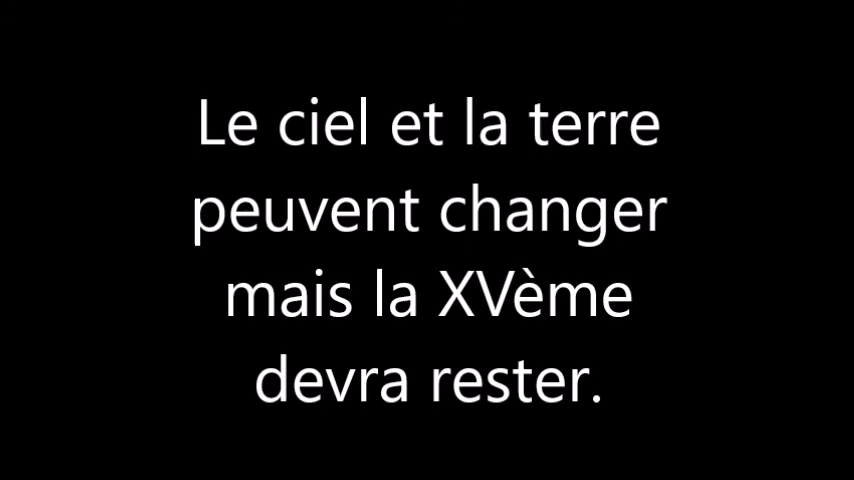 Le ciel et la terre
peuvent changer
mais la XVème
devra rester.